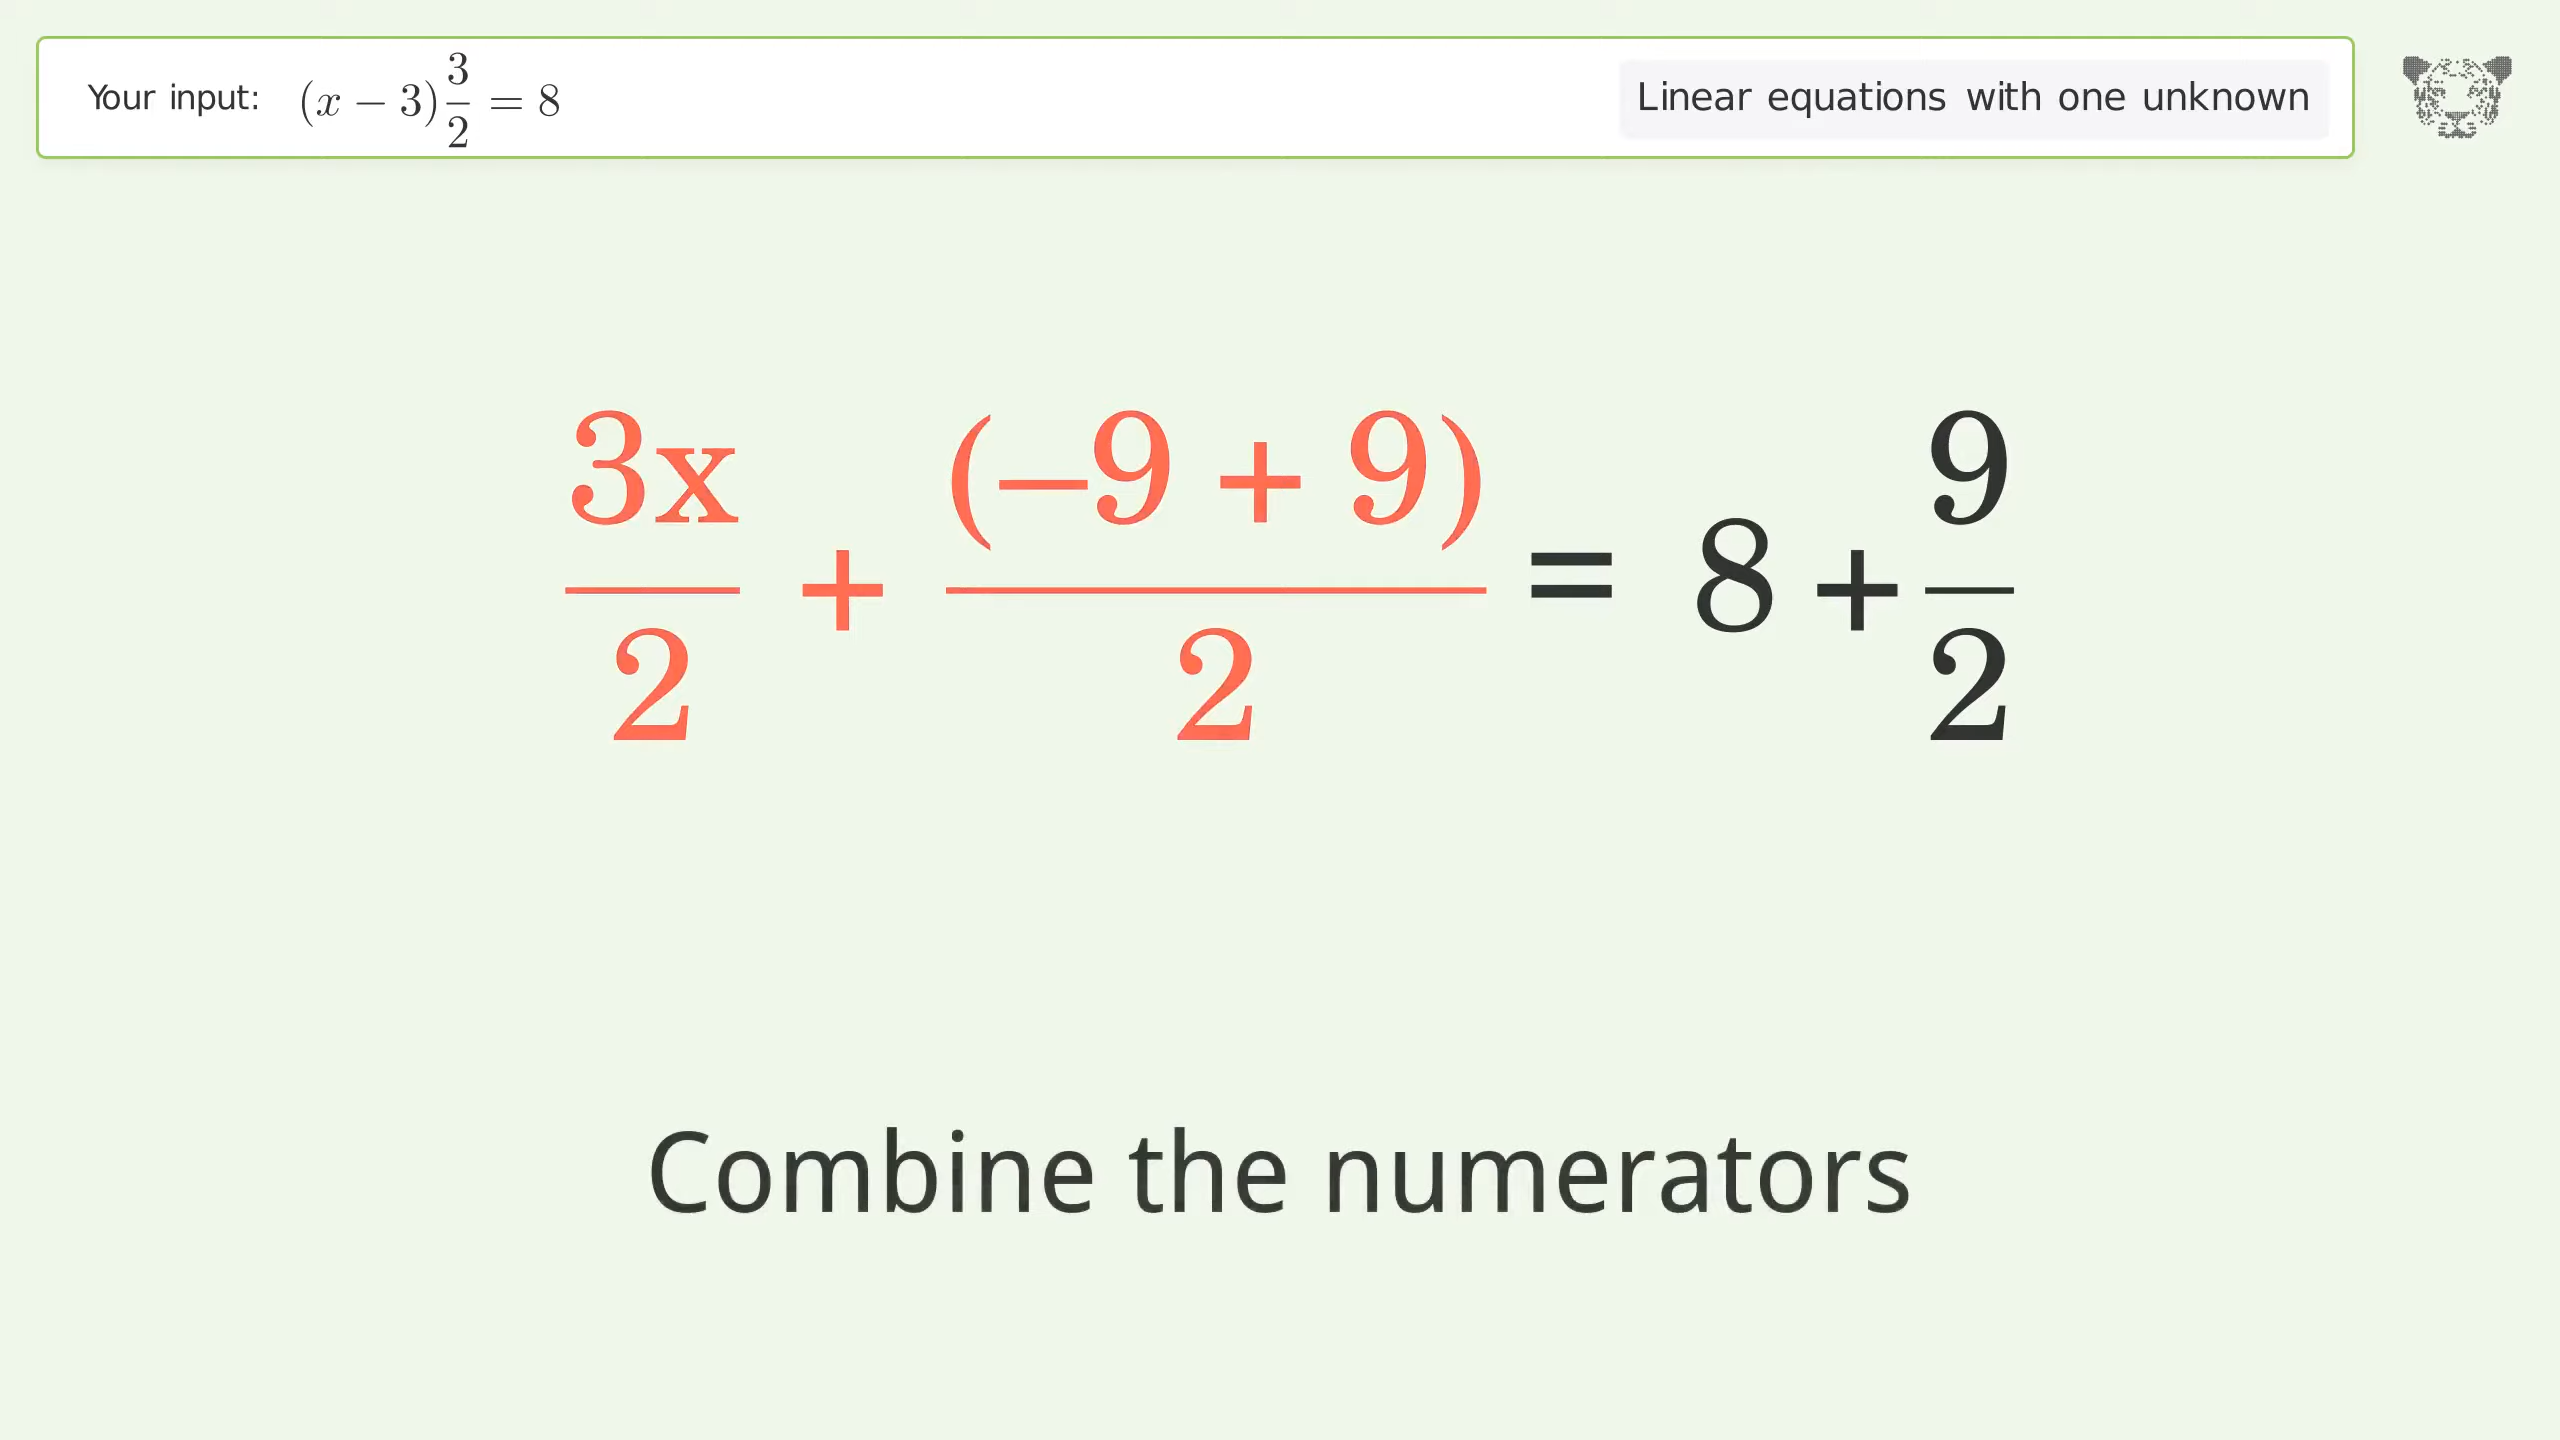 Your input: (x − 3) 3/2 = 8
Linear equations with one unknown
3x/2 + (−9 + 9)/2 = 8 + 9/2
Combine the numerators